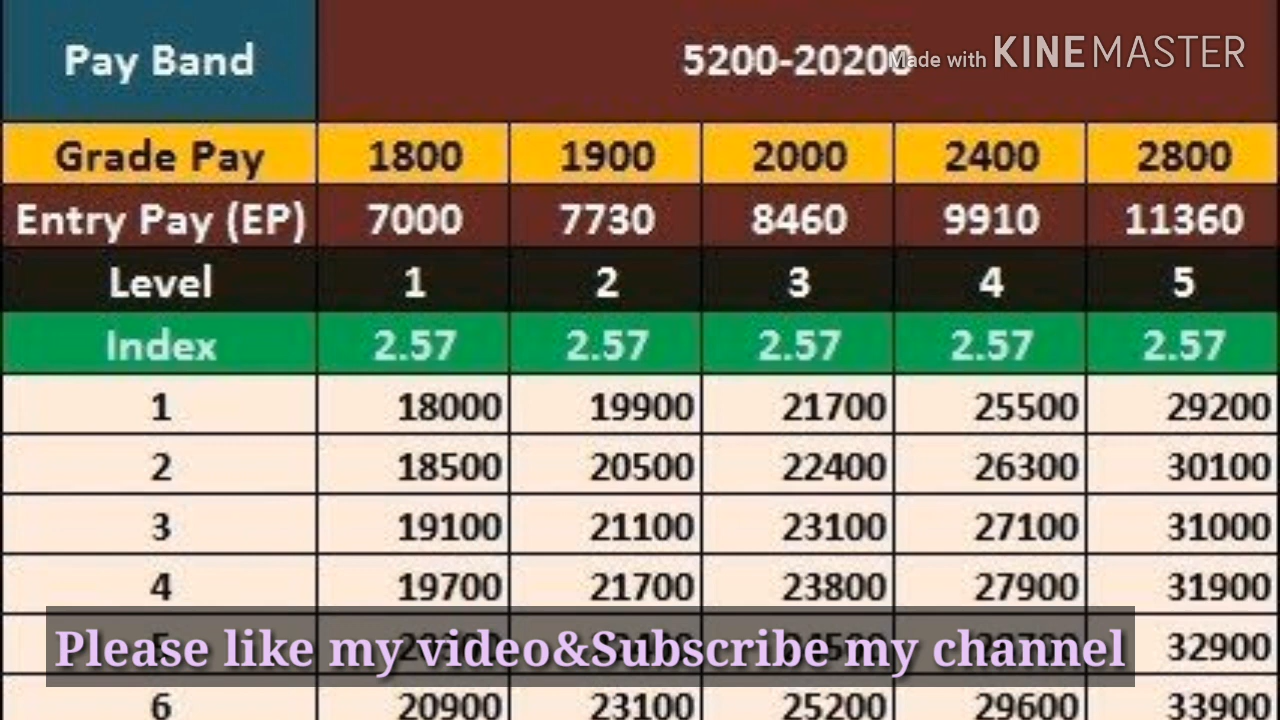 Pay Band 5200-20200
Made with KINEMASTER
Grade Pay 1800 1900 2000 2400 2800
Entry Pay (EP) 7000 7730 8460 9910 11360
Level 1 2 3 4 5
Index 2.57 2.57 2.57 2.57 2.57
1 18000 19900 21700 25500 29200
2 18500 20500 22400 26300 30100
3 19100 21100 23100 27100 31000
4 19700 21700 23800 27900 31900
32900
Please like my video&Subscribe my channel
6 20900 23100 25200 29600 33900